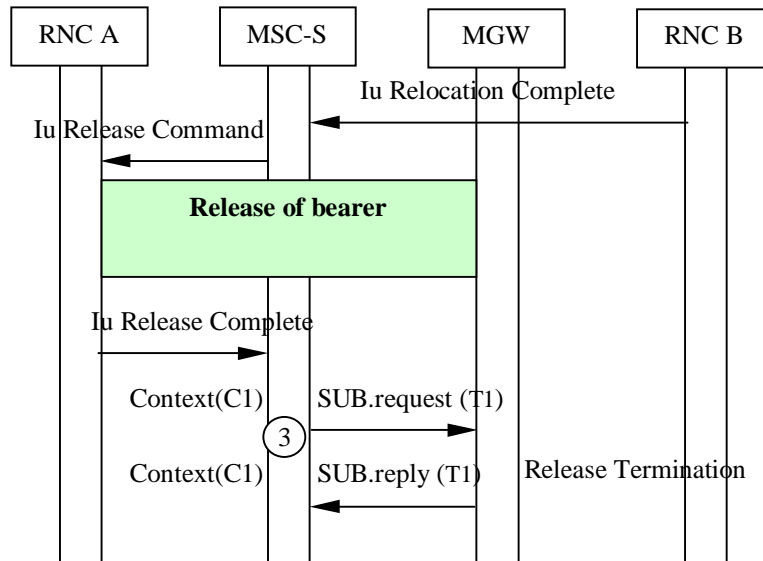 RNC A
MSC-S
MGW
RNC B
Iu Relocation Complete
Iu Release Command
Release of bearer
Iu Release Complete
Context(C1)
SUB.request (T1)
3
Context(C1)
SUB.reply (T1)
Release Termination